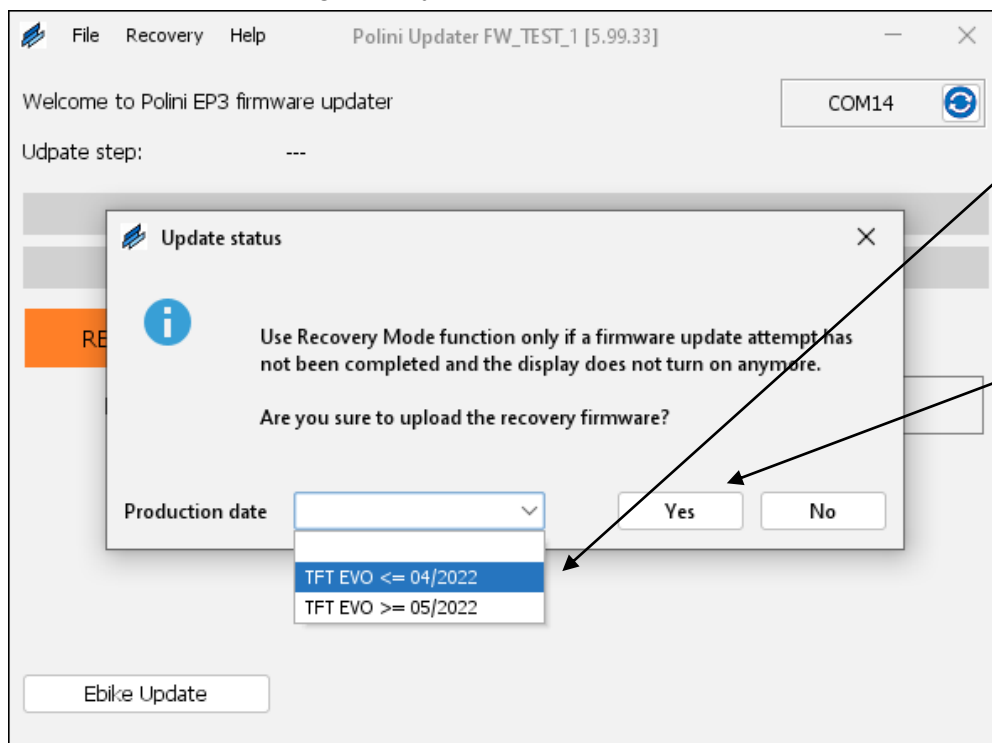 File Recovery Help Polini Updater FW_TEST_1 [5.99.33]
Welcome to Polini EP3 firmware updater
COM14
Udpate step: ---
Update status
RE
Use Recovery Mode function only if a firmware update attempt has
not been completed and the display does not turn on anymore.
Are you sure to upload the recovery firmware?
Production date
Yes No
TFT EVO <= 04/2022
TFT EVO >= 05/2022
Ebike Update